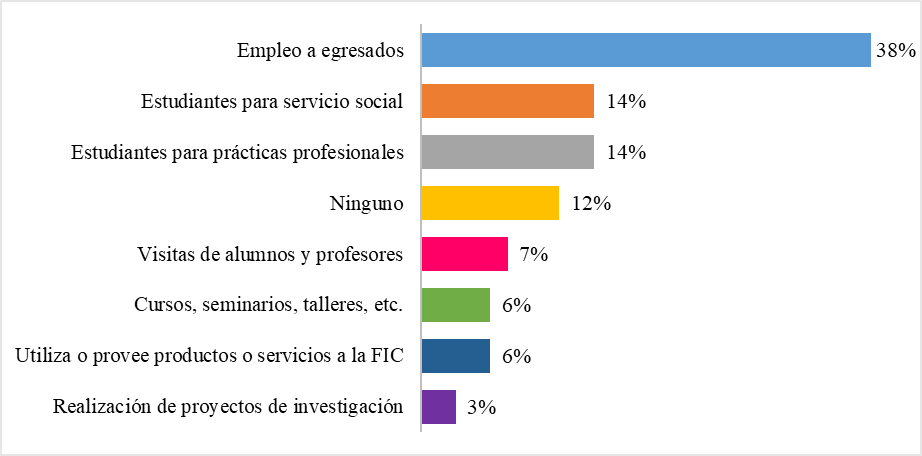 Empleo a egresados 38%
Estudiantes para servicio social 14%
Estudiantes para prácticas profesionales 14%
Ninguno 12%
Visitas de alumnos y profesores 7%
Cursos, seminarios, talleres, etc. 6%
Utiliza o provee productos o servicios a la FIC 6%
Realización de proyectos de investigación 3%